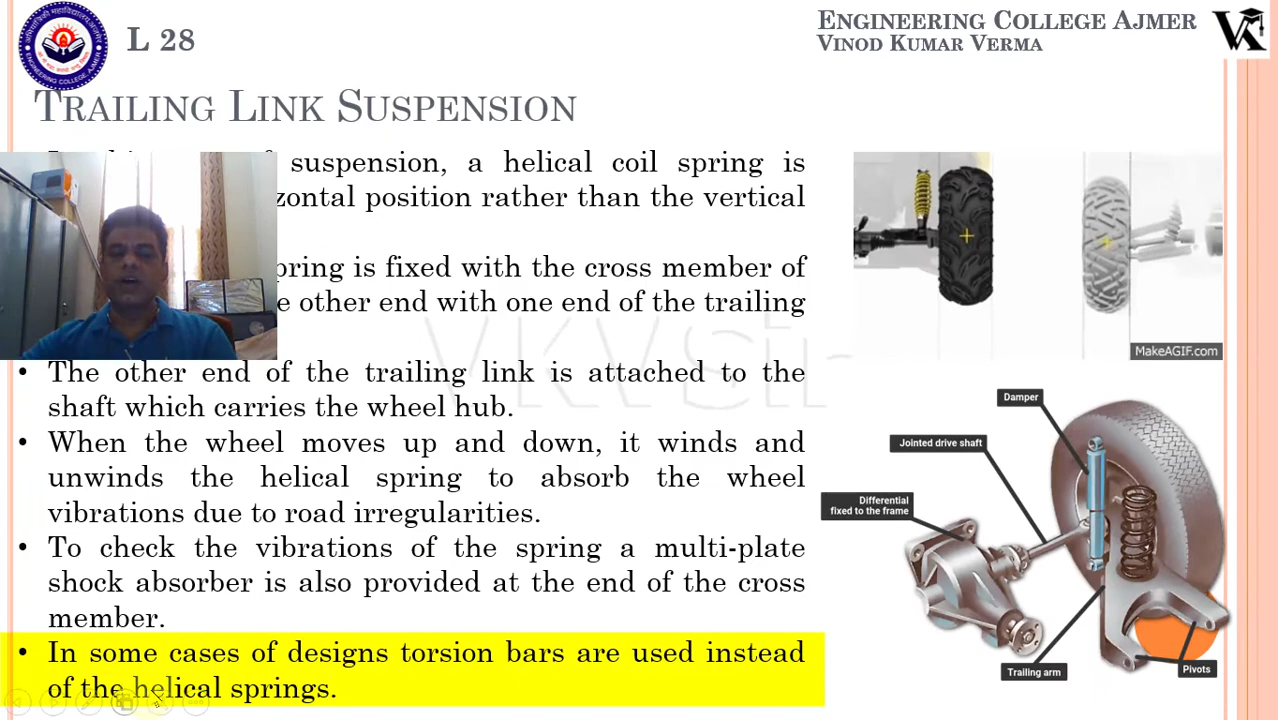 L 28
ENGINEERING COLLEGE AJMER
VINOD KUMAR VERMA
TRAILING LINK SUSPENSION
suspension, a helical coil spring is
position rather than the vertical
is fixed with the cross member of
other end with one end of the trailing
• The other end of the trailing link is attached to the
shaft which carries the wheel hub.
• When the wheel moves up and down, it winds and
unwinds the helical spring to absorb the wheel
vibrations due to road irregularities.
• To check the vibrations of the spring a multi-plate
shock absorber is also provided at the end of the cross
member.
• In some cases of designs torsion bars are used instead
of the helical springs.
MakeAGIF.com
Damper
Jointed drive shaft
Differential
fixed to the frame
Trailing arm
Pivots